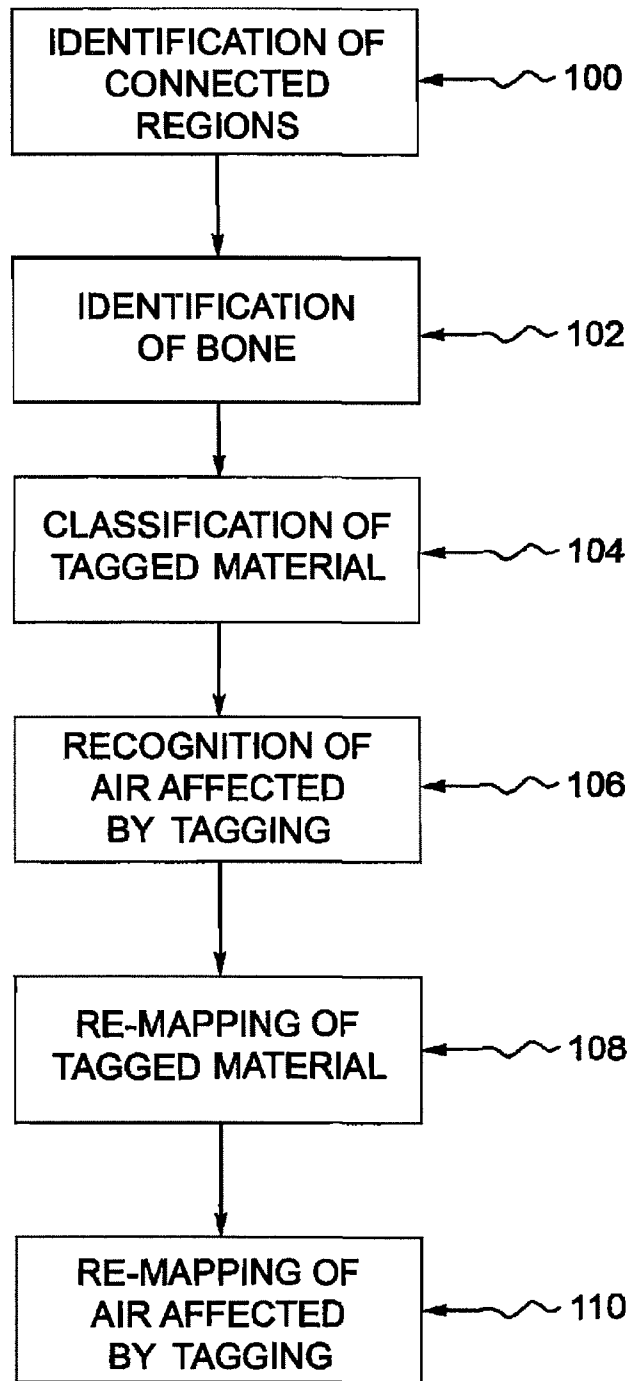 IDENTIFICATION OF
CONNECTED
REGIONS
100
IDENTIFICATION
OF BONE
102
CLASSIFICATION OF
TAGGED MATERIAL
104
RECOGNITION OF
AIR AFFECTED
BY TAGGING
106
RE-MAPPING OF
TAGGED MATERIAL
108
RE-MAPPING OF
AIR AFFECTED
BY TAGGING
110